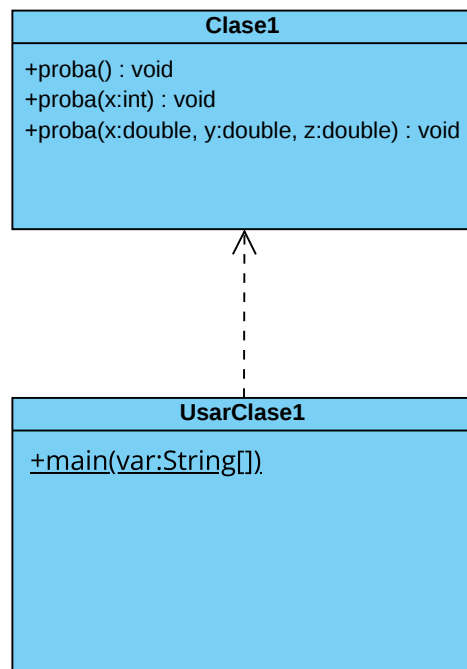 Clase1
+proba() : void
+proba(x:int) : void
+proba(x:double, y:double, z:double) : void
UsarClase1
+main(var:String[])